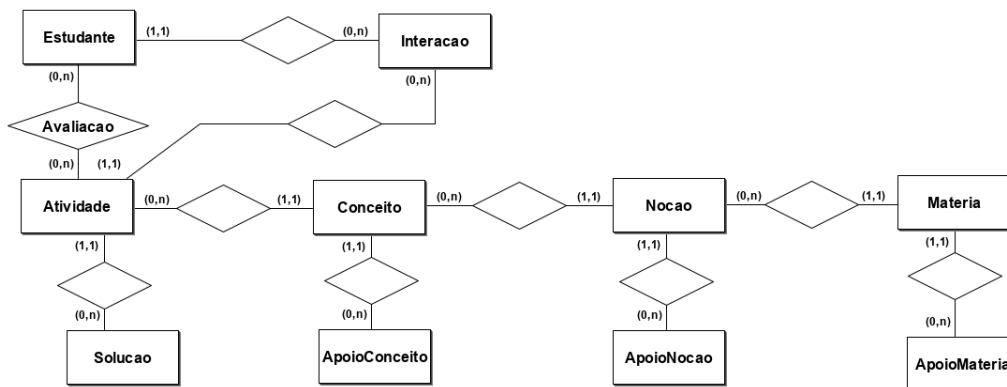 Estudante
(1,1)
(0,n)
Interacao
(0,n)
(0,n)
Avaliacao
(0,n)
(1,1)
Atividade
(0,n)
(1,1)
Conceito
(0,n)
(1,1)
Nocao
(0,n)
(1,1)
Materia
(1,1)
(1,1)
(1,1)
(1,1)
(0,n)
(0,n)
(0,n)
(0,n)
Solucao
ApoioConceito
ApoioNocao
ApoioMateria